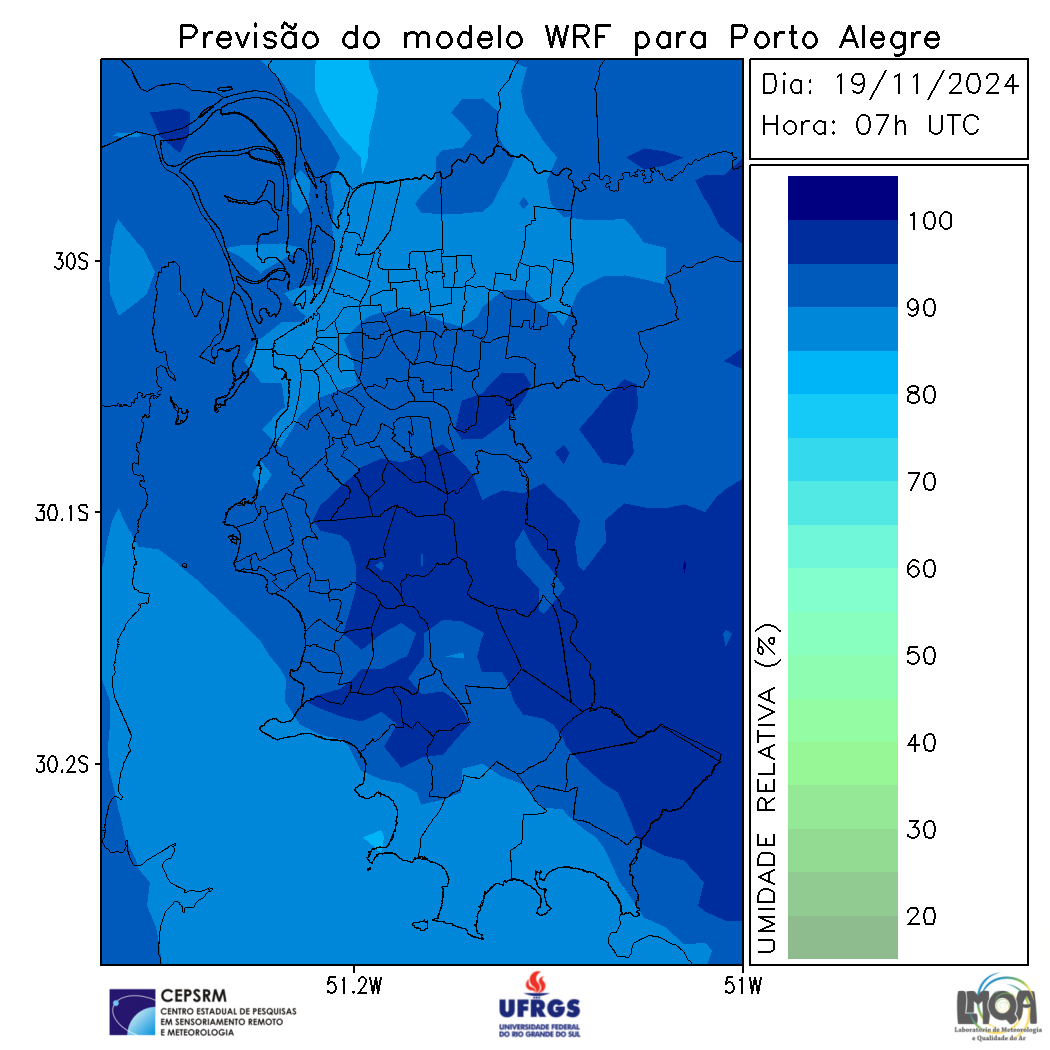 Previsão do modelo WRF para Porto Alegre
Dia: 19/11/2024
Hora: 07h UTC
30S
30.1S
30.2S
51.2W
51W
UMIDADE RELATIVA (%)
100
90
80
70
60
50
40
30
20
CEPSRM
CENTRO ESTADUAL DE PESQUISAS
EM SENSORIAMENTO REMOTO
E METEOROLOGIA
UFRGS
UNIVERSIDADE FEDERAL
DO RIO GRANDE DO SUL
LMQA
Laboratório de Meteorologia
e Qualidade do Ar